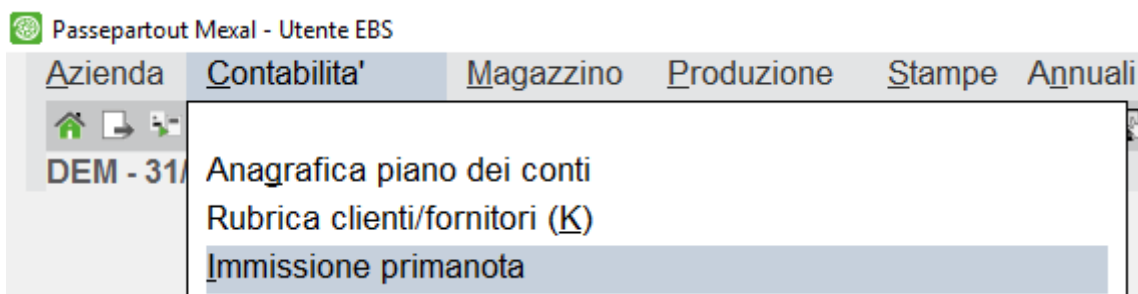 Passepartout Mexal - Utente EBS
Azienda Contabilita' Magazzino Produzione Stampe Annuali
DEM - 31/
Anagrafica piano dei conti
Rubrica clienti/fornitori (K)
Immissione primanota